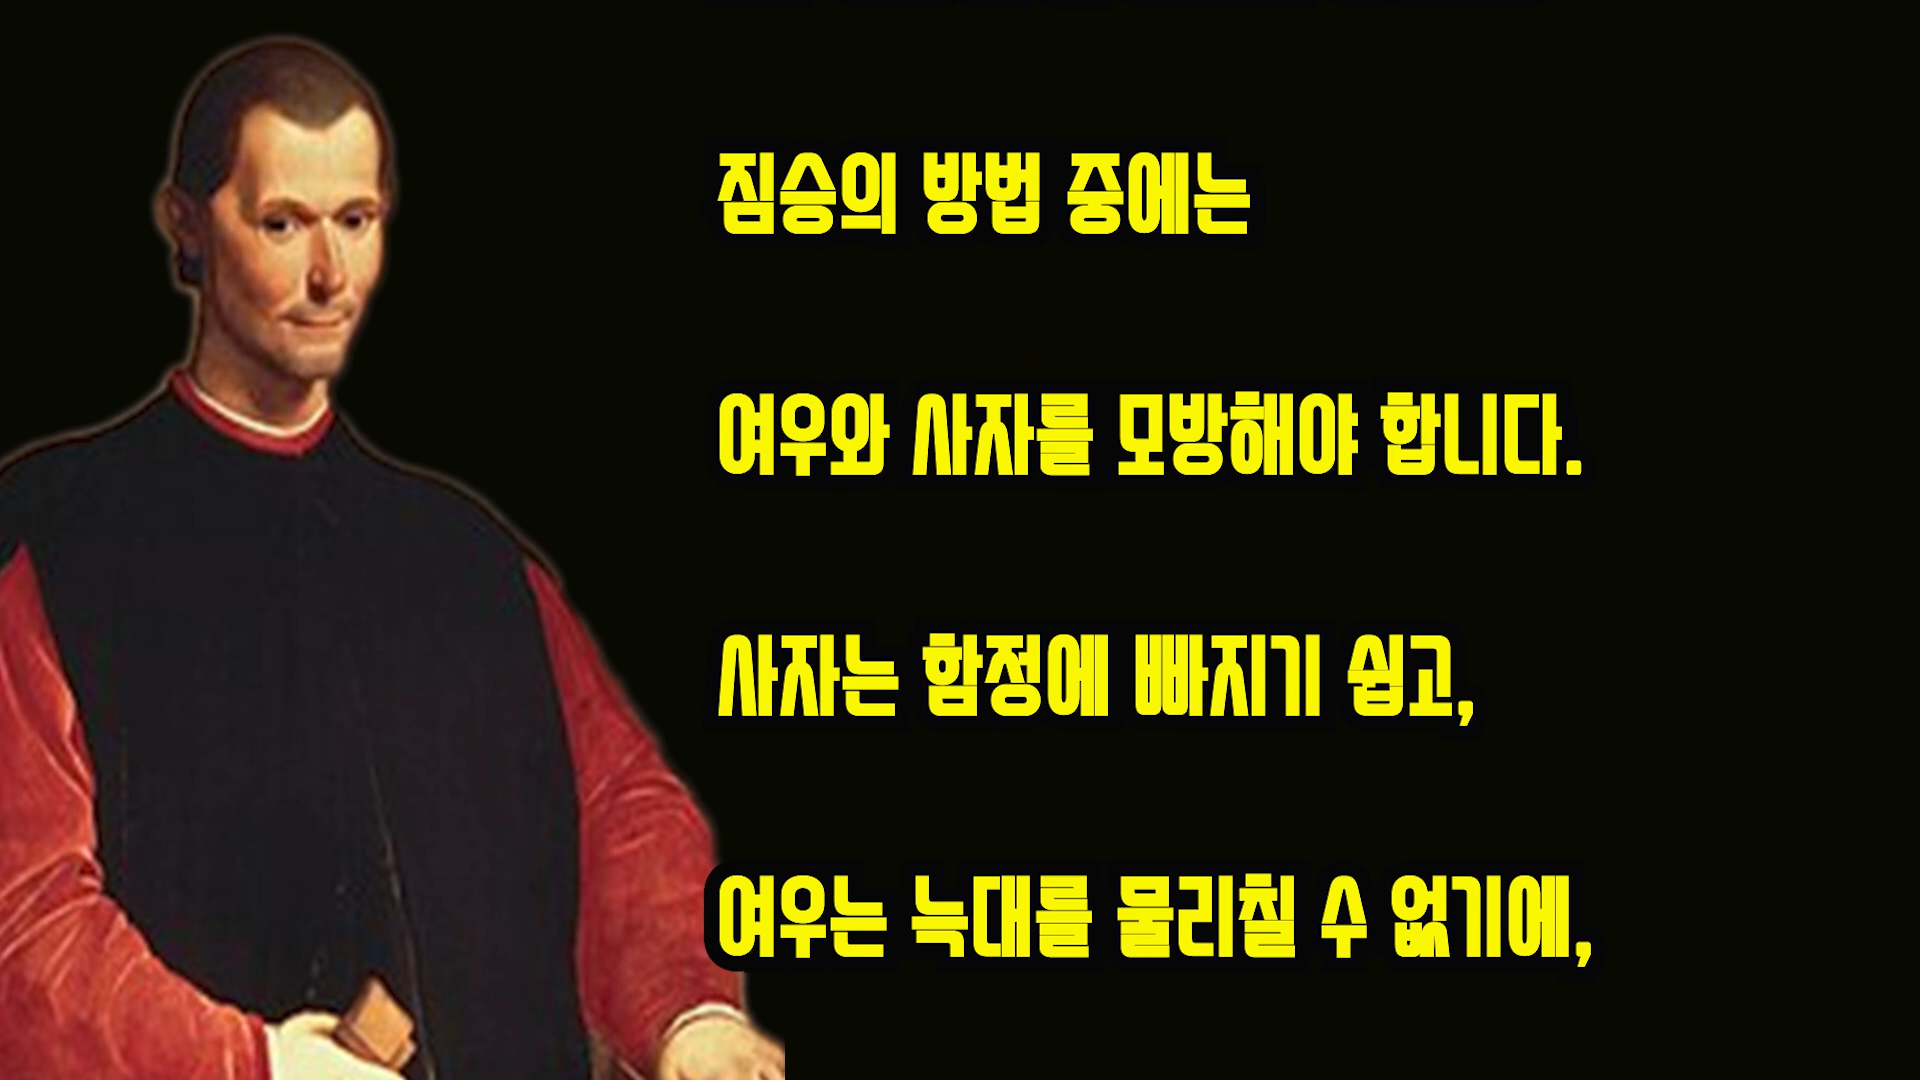 짐승의 방법 중에는
여우와 사자를 모방해야 합니다.
사자는 함정에 빠지기 쉽고,
여우는 늑대를 물리칠 수 없기에,